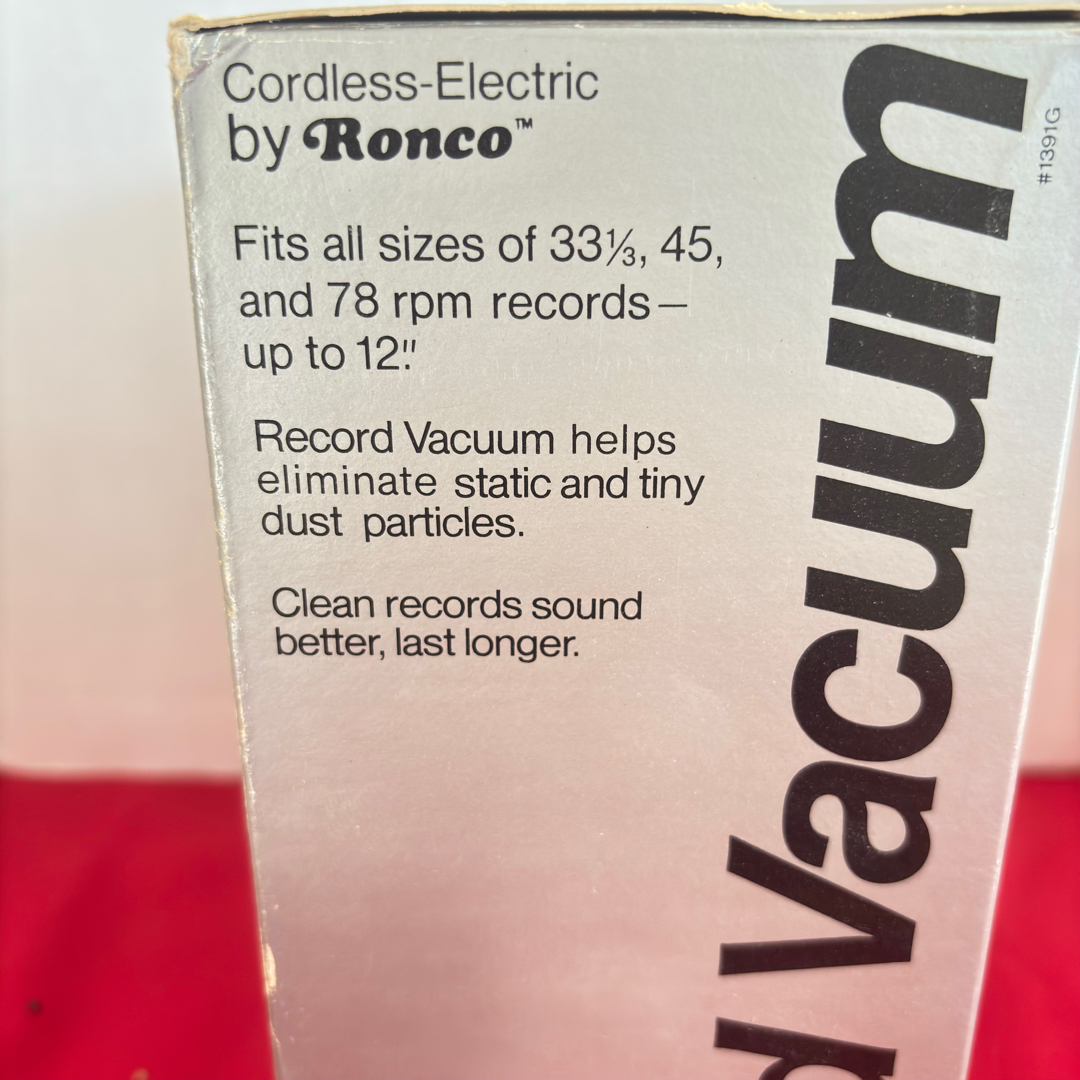 Cordless-Electric
by Ronco™
Fits all sizes of 33⅓, 45,
and 78 rpm records—
up to 12".
Record Vacuum helps
eliminate static and tiny
dust particles.
Clean records sound
better, last longer.
d Vacuum
#1391G